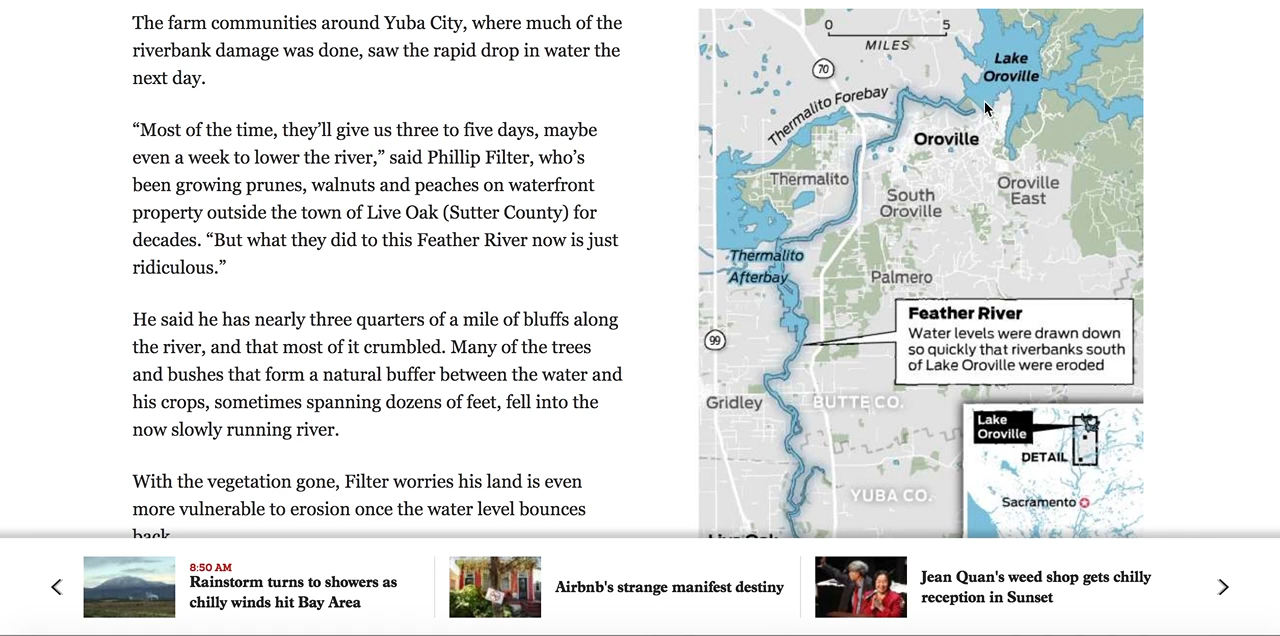 The farm communities around Yuba City, where much of the
riverbank damage was done, saw the rapid drop in water the
next day.
“Most of the time, they’ll give us three to five days, maybe
even a week to lower the river,” said Phillip Filter, who’s
been growing prunes, walnuts and peaches on waterfront
property outside the town of Live Oak (Sutter County) for
decades. “But what they did to this Feather River now is just
ridiculous.”
He said he has nearly three quarters of a mile of bluffs along
the river, and that most of it crumbled. Many of the trees
and bushes that form a natural buffer between the water and
his crops, sometimes spanning dozens of feet, fell into the
now slowly running river.
With the vegetation gone, Filter worries his land is even
more vulnerable to erosion once the water level bounces
back
0 5
MILES
70
Lake
Oroville
Thermalito Forebay
Oroville
Thermalito
South
Oroville
Oroville
East
Thermalito
Afterbay
Palmero
Feather River
Water levels were drawn down
so quickly that riverbanks south
of Lake Oroville were eroded
99
Gridley
BUTTE CO.
YUBA CO.
Lake
Oroville
DETAIL
Sacramento
Live Oak
8:50 AM
Rainstorm turns to showers as
chilly winds hit Bay Area
Airbnb's strange manifest destiny
Jean Quan's weed shop gets chilly
reception in Sunset